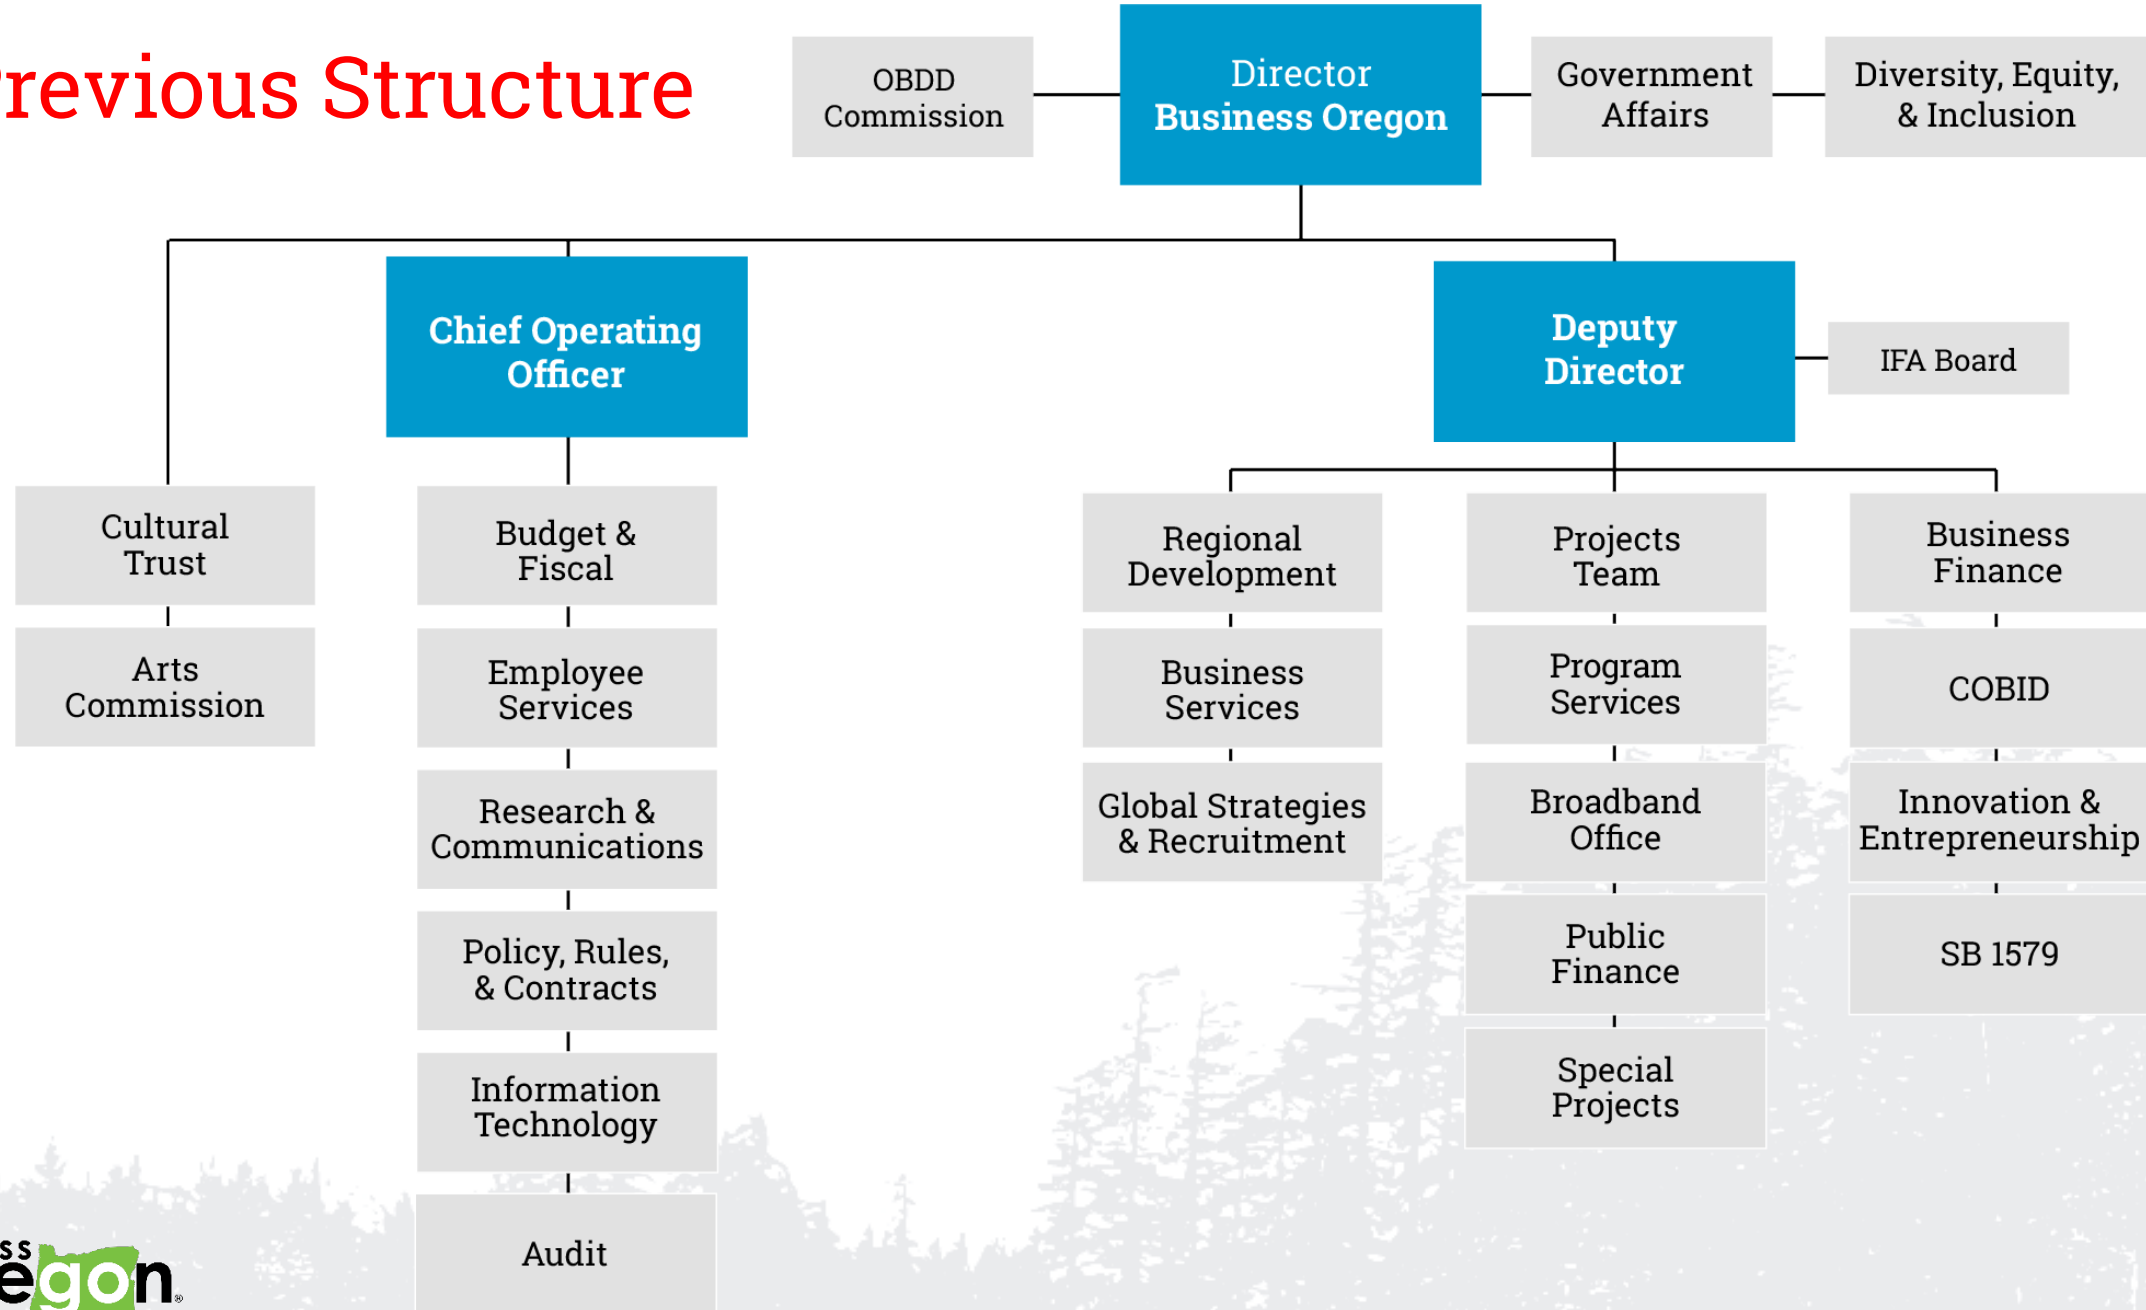 revious Structure
OBDD
Commission
Director
Business Oregon
Government
Affairs
Diversity, Equity,
& Inclusion
Chief Operating
Officer
Deputy
Director
IFA Board
Cultural
Trust
Arts
Commission
Budget &
Fiscal
Employee
Services
Research &
Communications
Policy, Rules,
& Contracts
Information
Technology
Audit
Regional
Development
Business
Services
Global Strategies
& Recruitment
Projects
Team
Program
Services
Broadband
Office
Public
Finance
Special
Projects
Business
Finance
COBID
Innovation &
Entrepreneurship
SB 1579
ss
egon®